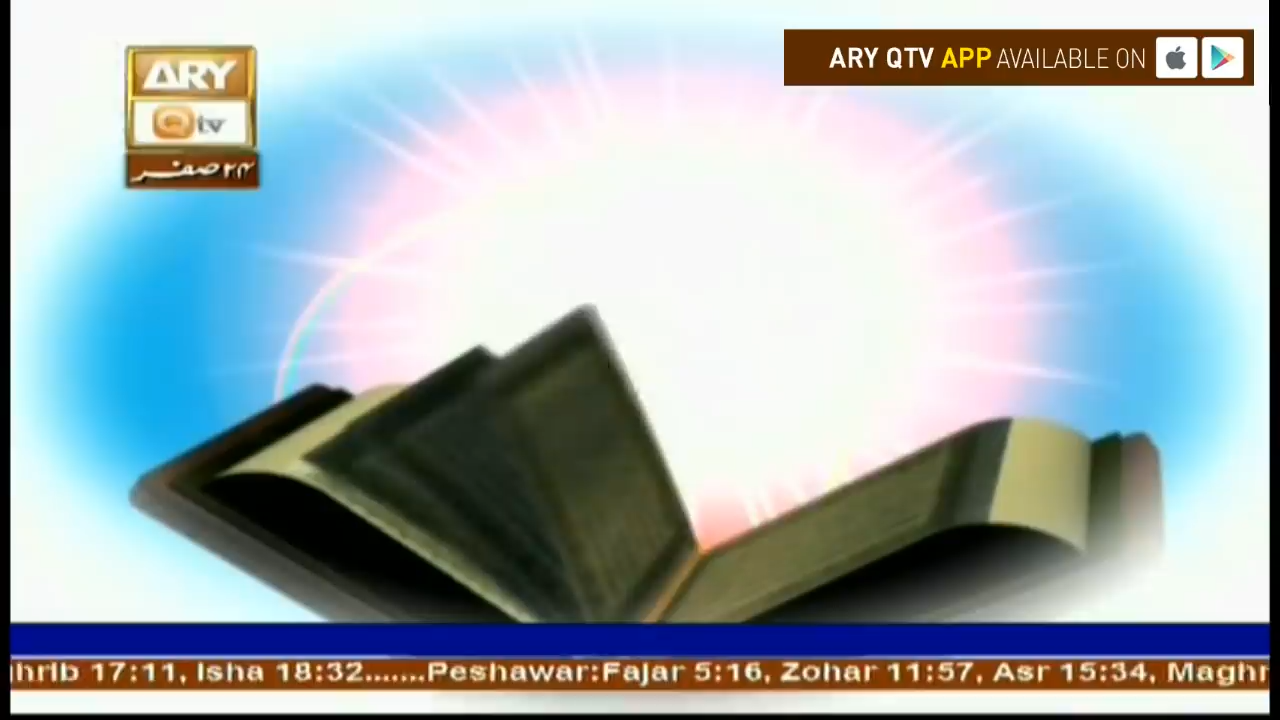 ARY
Qtv
۲۴ صفر
ARY QTV APP AVAILABLE ON
hrib 17:11, Isha 18:32.......Peshawar:Fajar 5:16, Zohar 11:57, Asr 15:34, Maghr